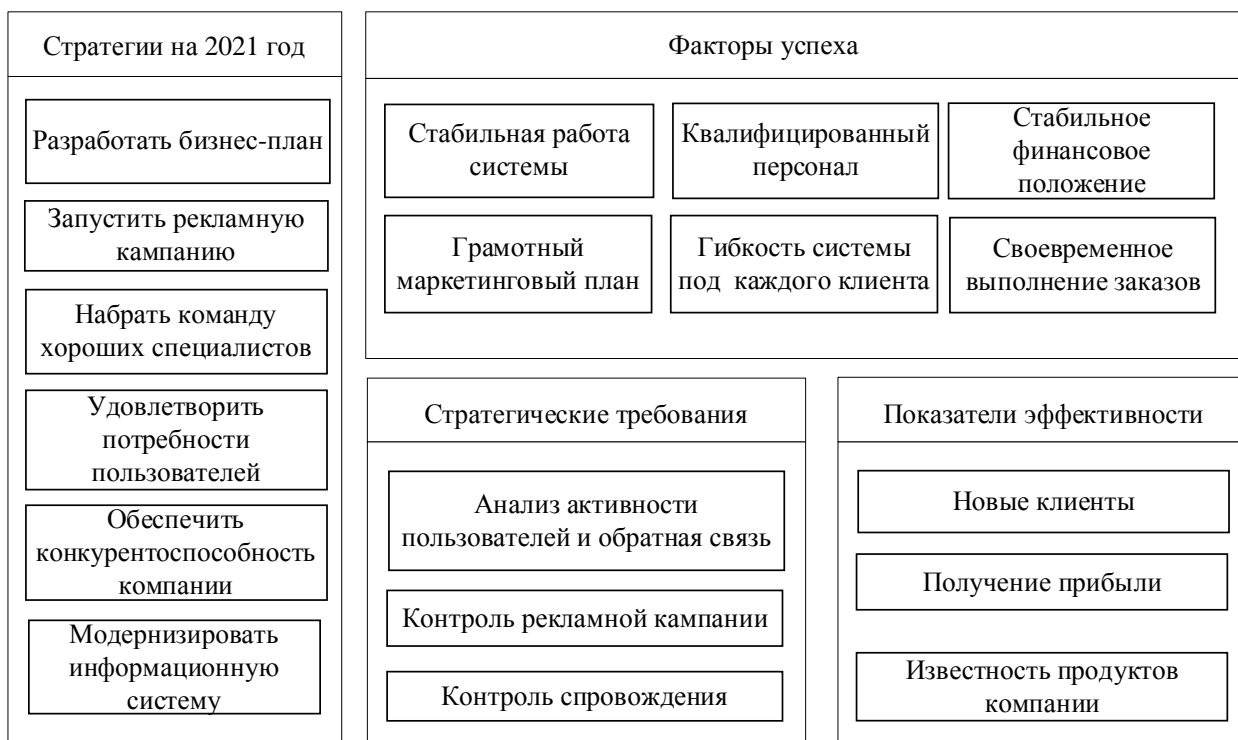 Стратегии на 2021 год
Разработать бизнес-план
Запустить рекламную
кампанию
Набрать команду
хороших специалистов
Удовлетворить
потребности
пользователей
Обеспечить
конкурентоспособность
компании
Модернизировать
информационную
систему
Факторы успеха
Стабильная работа
системы
Квалифицированный
персонал
Стабильное
финансовое
положение
Грамотный
маркетинговый план
Гибкость системы
под каждого клиента
Своевременное
выполнение заказов
Стратегические требования
Анализ активности
пользователей и обратная связь
Контроль рекламной кампании
Контроль спровождения
Показатели эффективности
Новые клиенты
Получение прибыли
Известность продуктов
компании